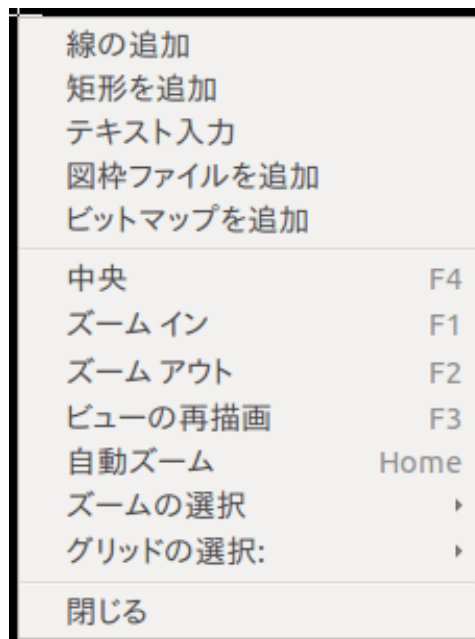 線の追加
矩形を追加
テキスト入力
図枠ファイルを追加
ビットマップを追加
中央 F4
ズーム イン F1
ズーム アウト F2
ビューの再描画 F3
自動ズーム Home
ズームの選択
グリッドの選択:
閉じる